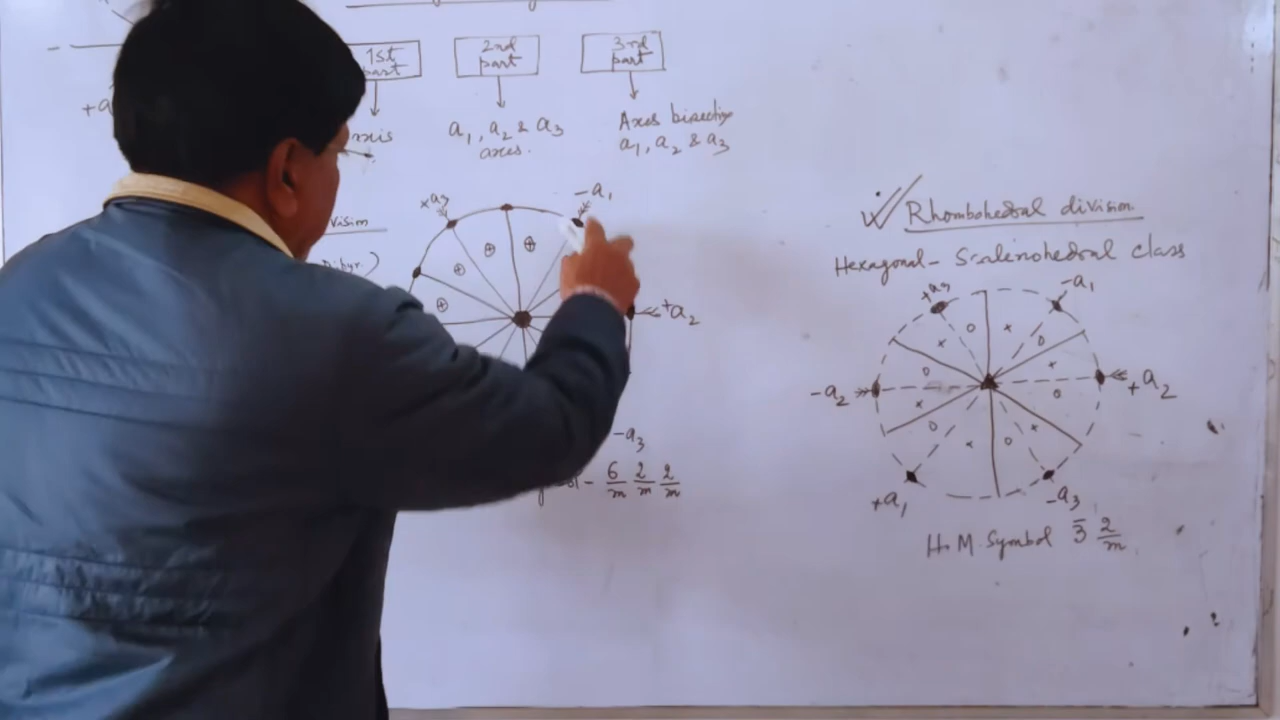 1st
part
2nd
part
3rd
part
a1, a2 & a3
axes.
Axes bisecting
a1, a2 & a3
+a3
-a1
+a2
-a3
6/m 2/m 2/m
Rhombohedral division
Hexagonal - Scalenohedral class
+a3
-a1
-a2
+a2
+a1
-a3
H.M. Symbol 3̄ 2/m